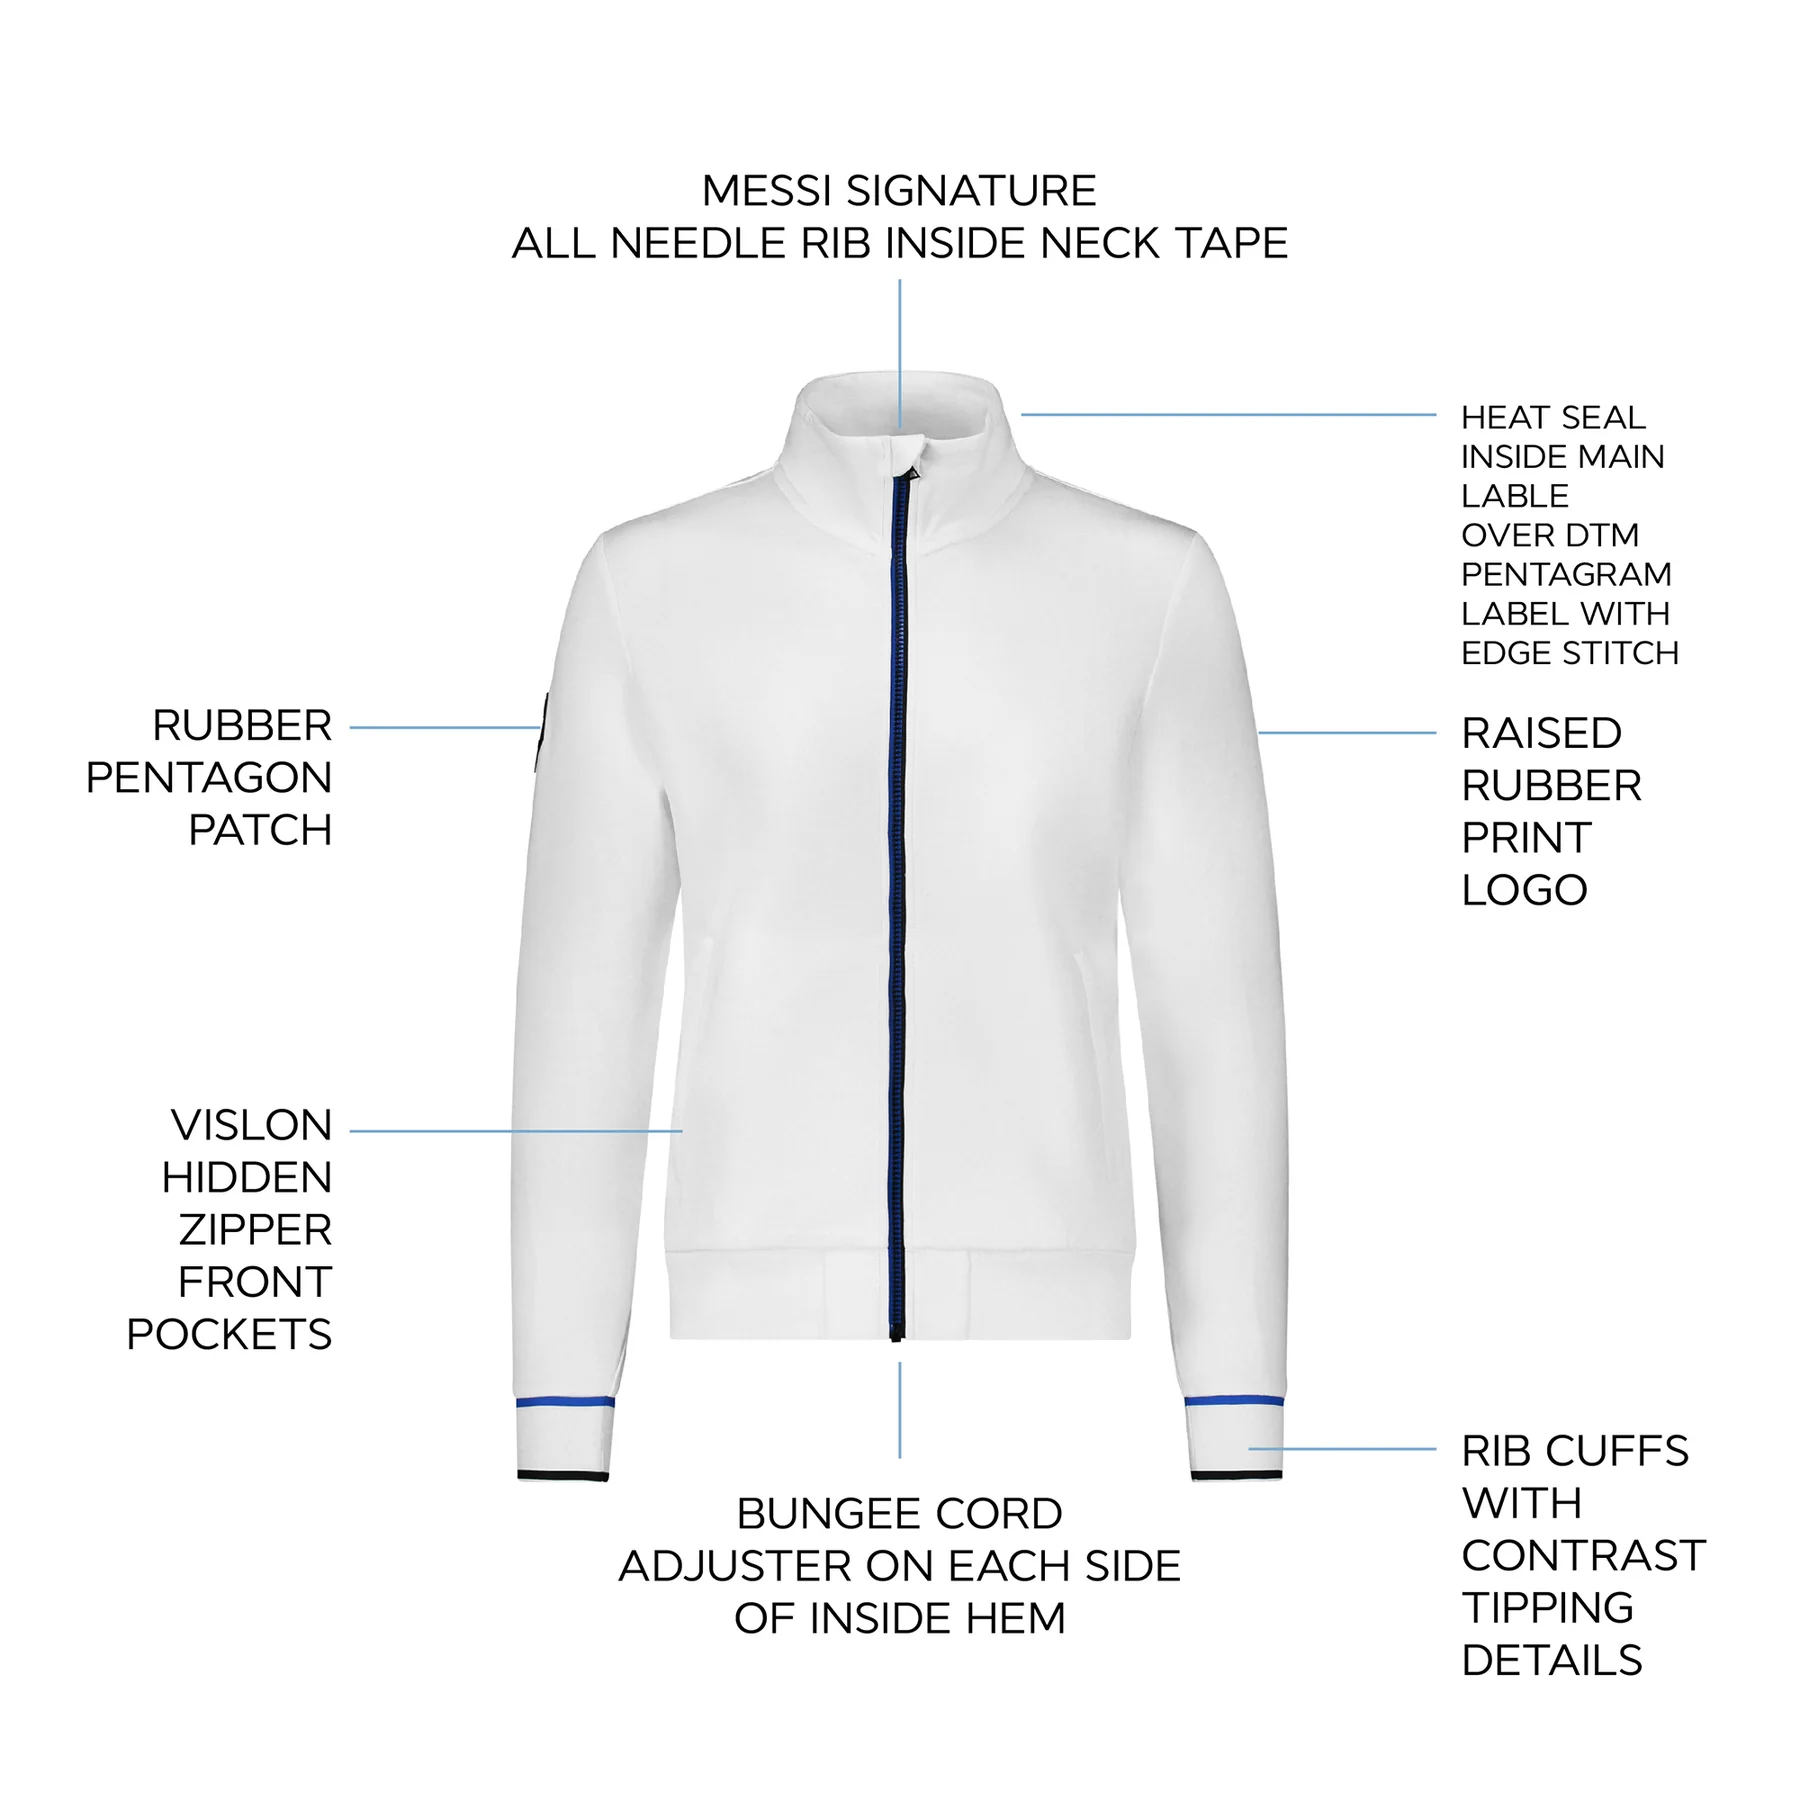 MESSI SIGNATURE
ALL NEEDLE RIB INSIDE NECK TAPE
HEAT SEAL
INSIDE MAIN
LABLE
OVER DTM
PENTAGRAM
LABEL WITH
EDGE STITCH
RUBBER
PENTAGON
PATCH
RAISED
RUBBER
PRINT
LOGO
VISLON
HIDDEN
ZIPPER
FRONT
POCKETS
BUNGEE CORD
ADJUSTER ON EACH SIDE
OF INSIDE HEM
RIB CUFFS
WITH
CONTRAST
TIPPING
DETAILS